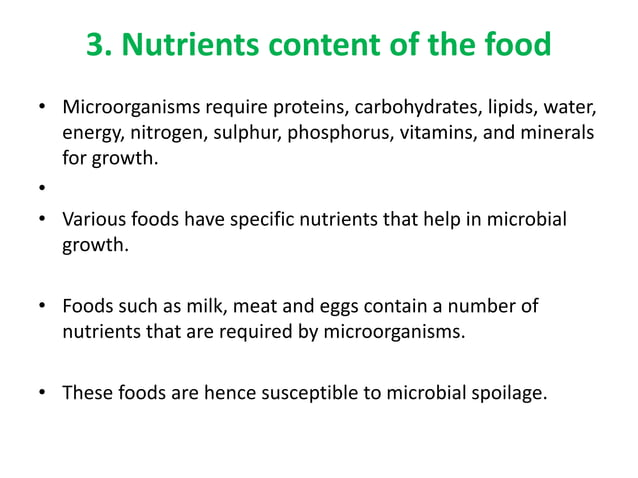 3. Nutrients content of the food
• Microorganisms require proteins, carbohydrates, lipids, water,
energy, nitrogen, sulphur, phosphorus, vitamins, and minerals
for growth.
•
• Various foods have specific nutrients that help in microbial
growth.
• Foods such as milk, meat and eggs contain a number of
nutrients that are required by microorganisms.
• These foods are hence susceptible to microbial spoilage.